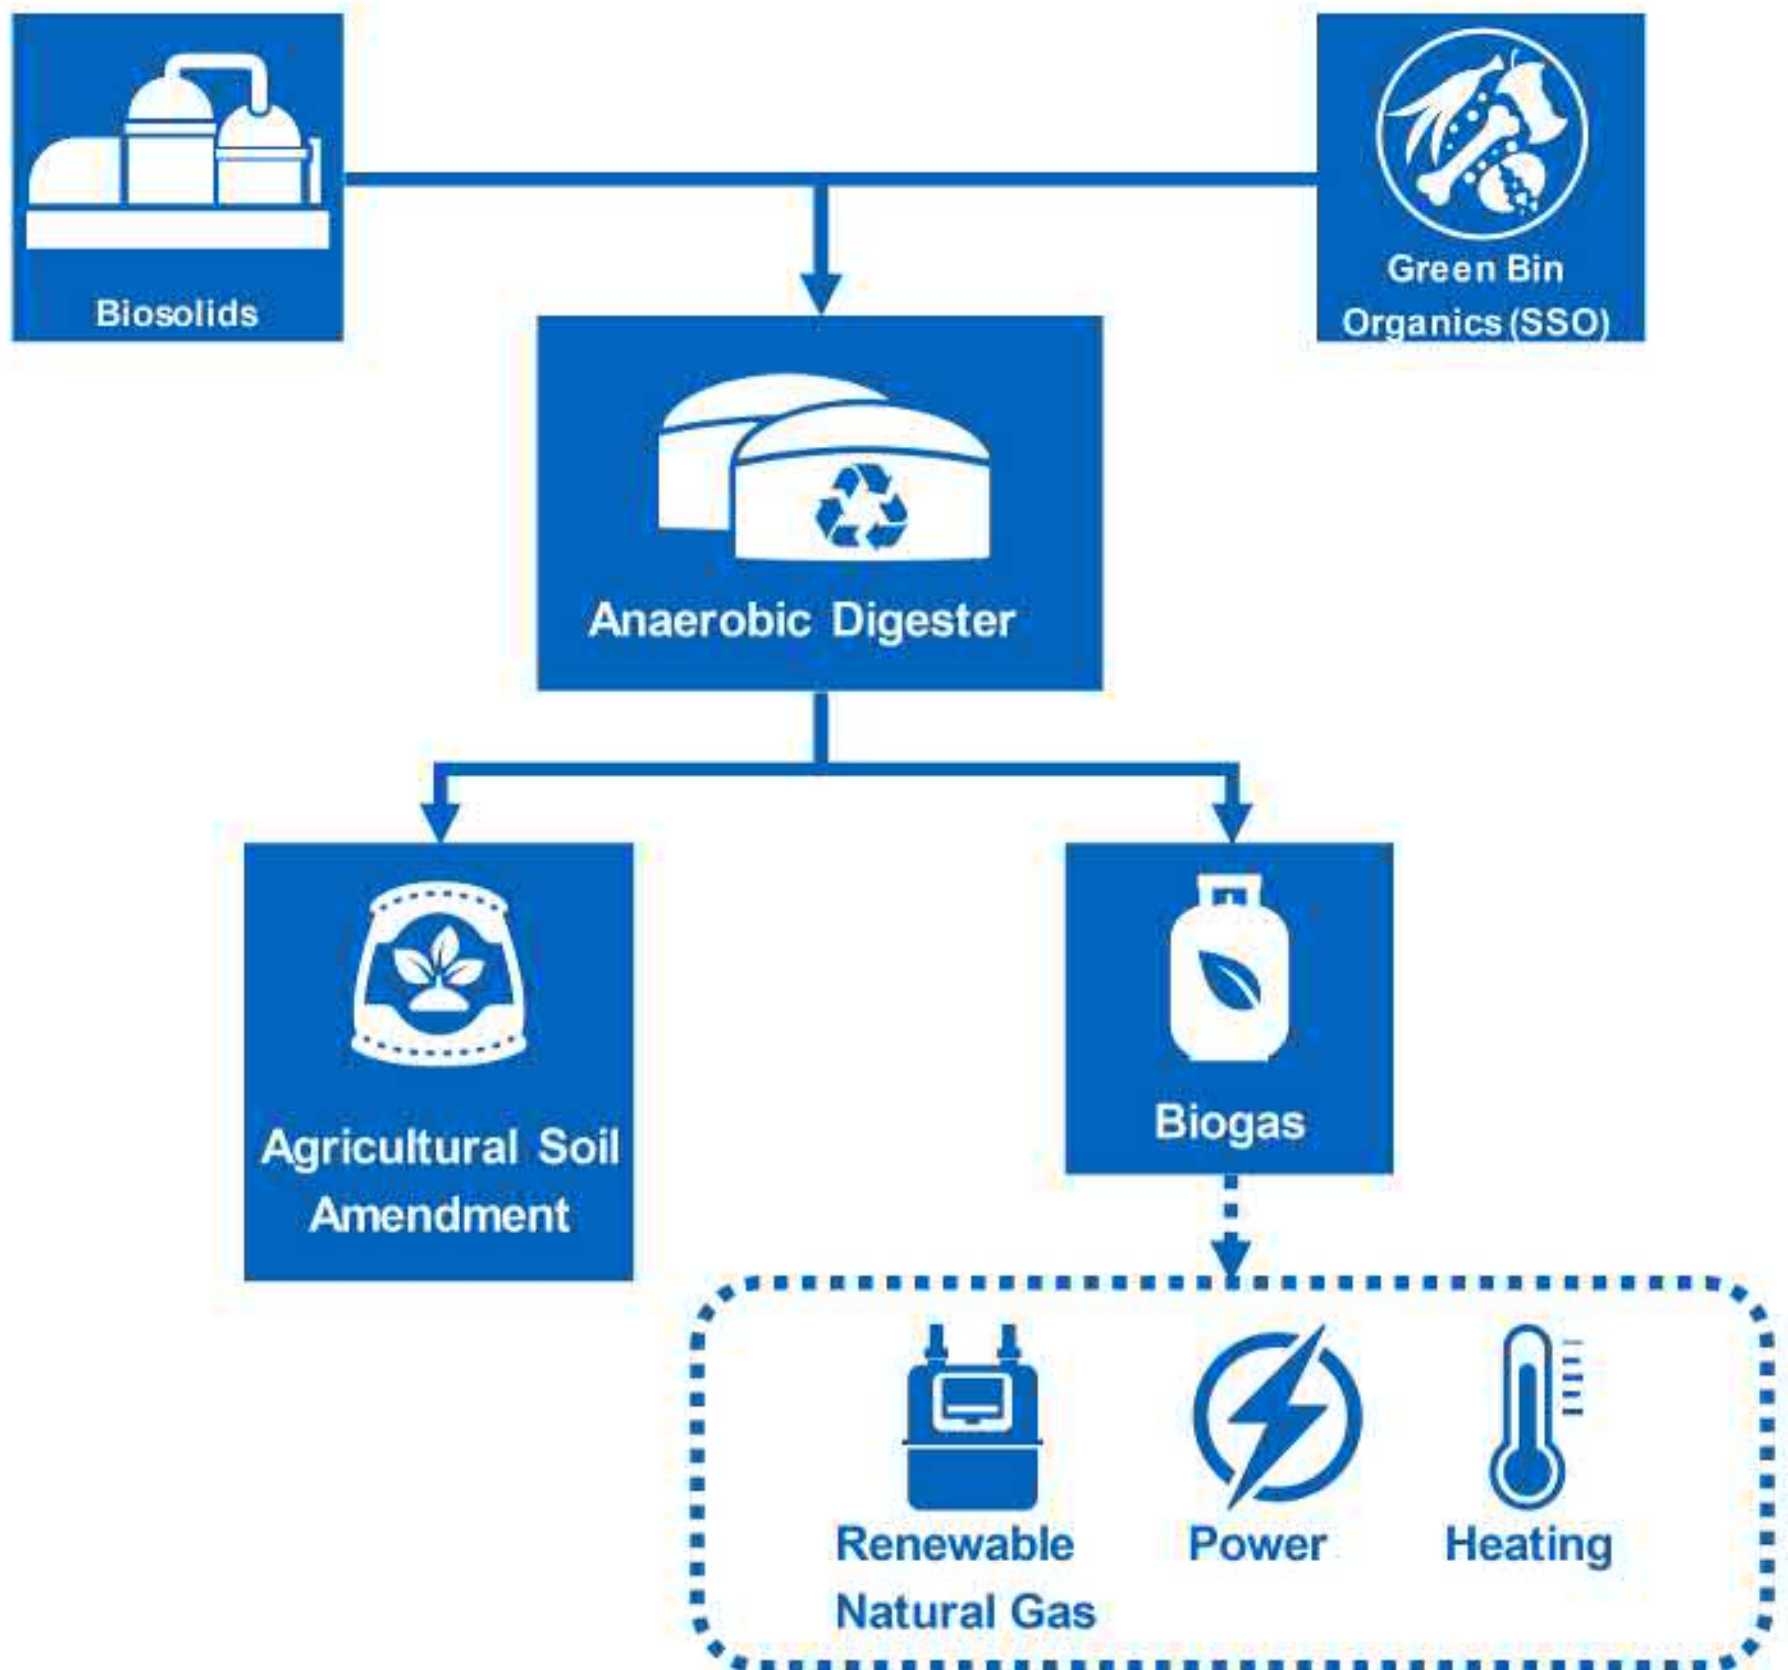 Biosolids
Green Bin
Organics (SSO)
Anaerobic Digester
Agricultural Soil
Amendment
Biogas
Renewable
Natural Gas
Power
Heating